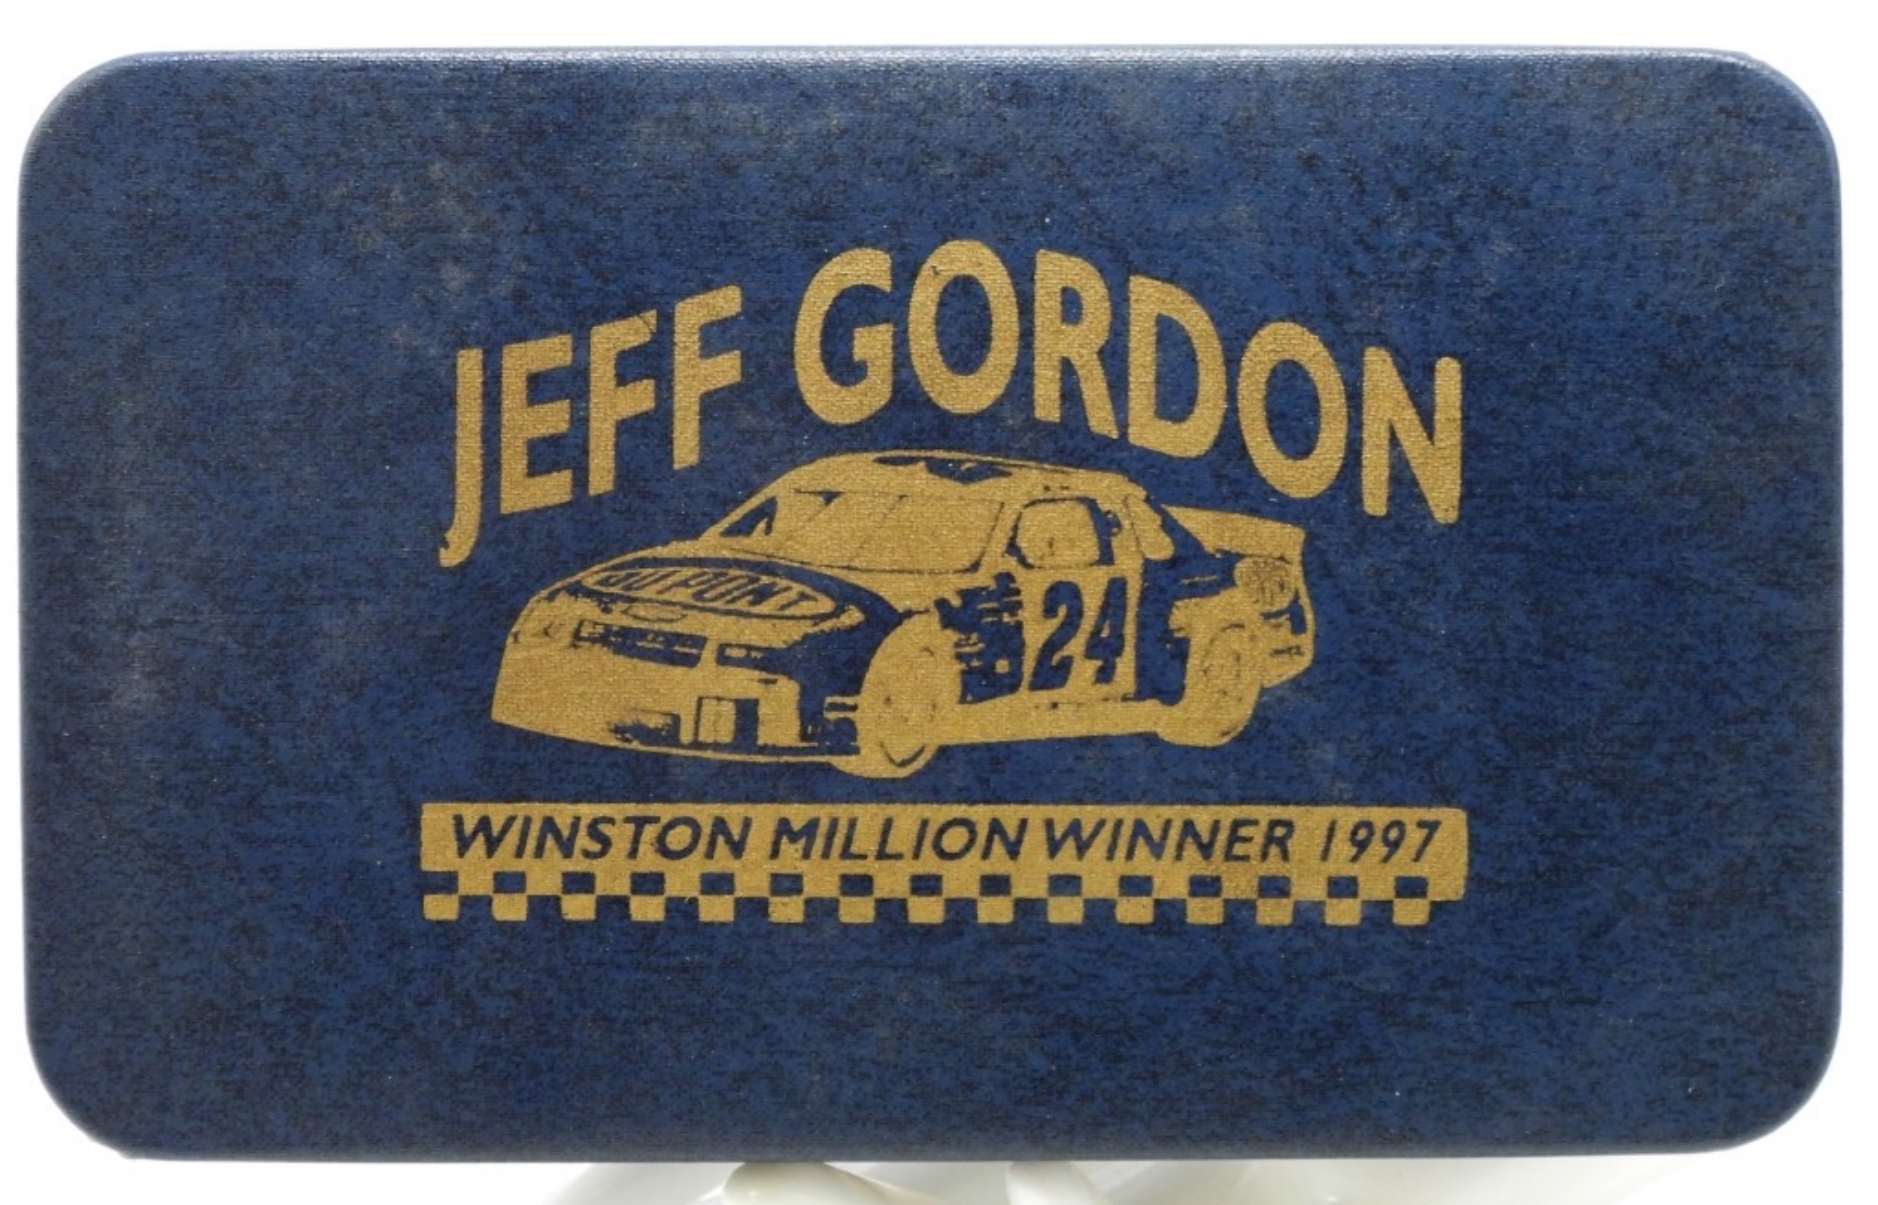 JEFF GORDON
DUPONT
24
WINSTON MILLION WINNER 1997